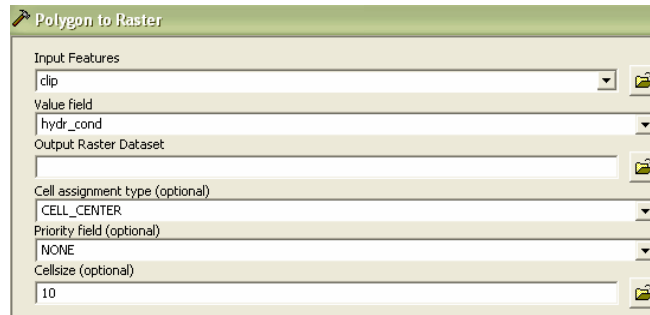 Polygon to Raster
Input Features
clip
Value field
hydr_cond
Output Raster Dataset
Cell assignment type (optional)
CELL_CENTER
Priority field (optional)
NONE
Cellsize (optional)
10